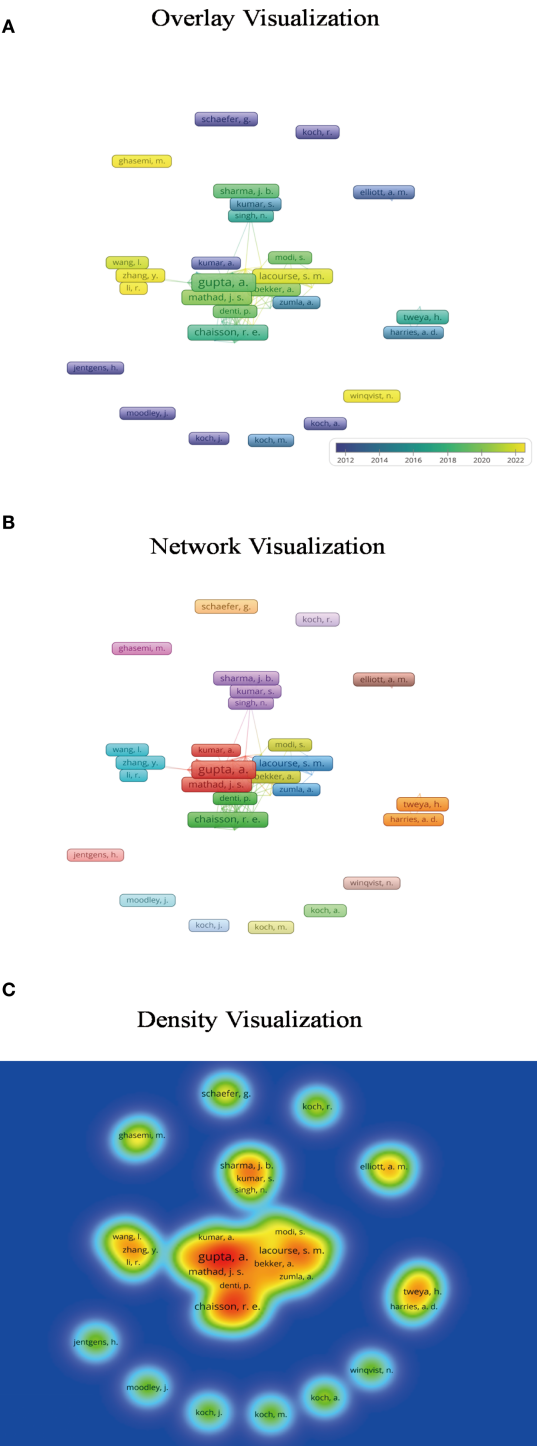 A
Overlay Visualization
schaefer, g.
koch, r.
ghasemi, m.
sharma, j. b.
elliott, a. m.
kumar, s.
singh, n.
modi, s.
wang, l.
kumar, a.
zhang, y.
lacourse, s. m.
gupta, a.
li, r.
bekker, a.
mathad, j. s.
zumla, a.
denti, p.
tweya, h.
chaisson, r. e.
harries, a. d.
jentgens, h.
winqvist, n.
moodley, j.
koch, a.
koch, j.
koch, m.
2012 2014 2016 2018 2020 2022
B
Network Visualization
schaefer, g.
koch, r.
ghasemi, m.
sharma, j. b.
elliott, a. m.
kumar, s.
singh, n.
modi, s.
wang, l.
kumar, a.
zhang, y.
lacourse, s. m.
gupta, a.
li, r.
bekker, a.
mathad, j. s.
zumla, a.
denti, p.
tweya, h.
chaisson, r. e.
harries, a. d.
jentgens, h.
winqvist, n.
moodley, j.
koch, a.
koch, j.
koch, m.
C
Density Visualization
schaefer, g.
koch, r.
ghasemi, m.
sharma, j. b.
elliott, a. m.
kumar, s.
singh, n.
modi, s.
wang, l.
kumar, a.
zhang, y.
lacourse, s. m.
gupta, a.
li, r.
bekker, a.
mathad, j. s.
zumla, a.
denti, p.
tweya, h.
chaisson, r. e.
harries, a. d.
jentgens, h.
winqvist, n.
moodley, j.
koch, a.
koch, j.
koch, m.